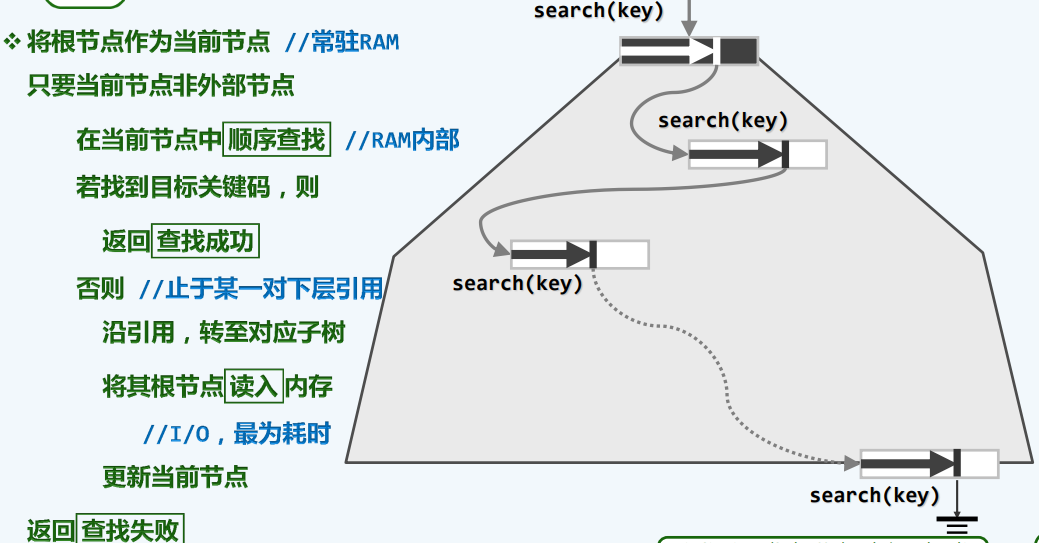 ❖ 将根节点作为当前节点 //常驻RAM
只要当前节点非外部节点
在当前节点中顺序查找 //RAM内部
若找到目标关键码，则
返回查找成功
否则 //止于某一对下层引用
沿引用，转至对应子树
将其根节点读入内存
//I/O，最为耗时
更新当前节点
返回查找失败
search(key)
search(key)
search(key)
search(key)